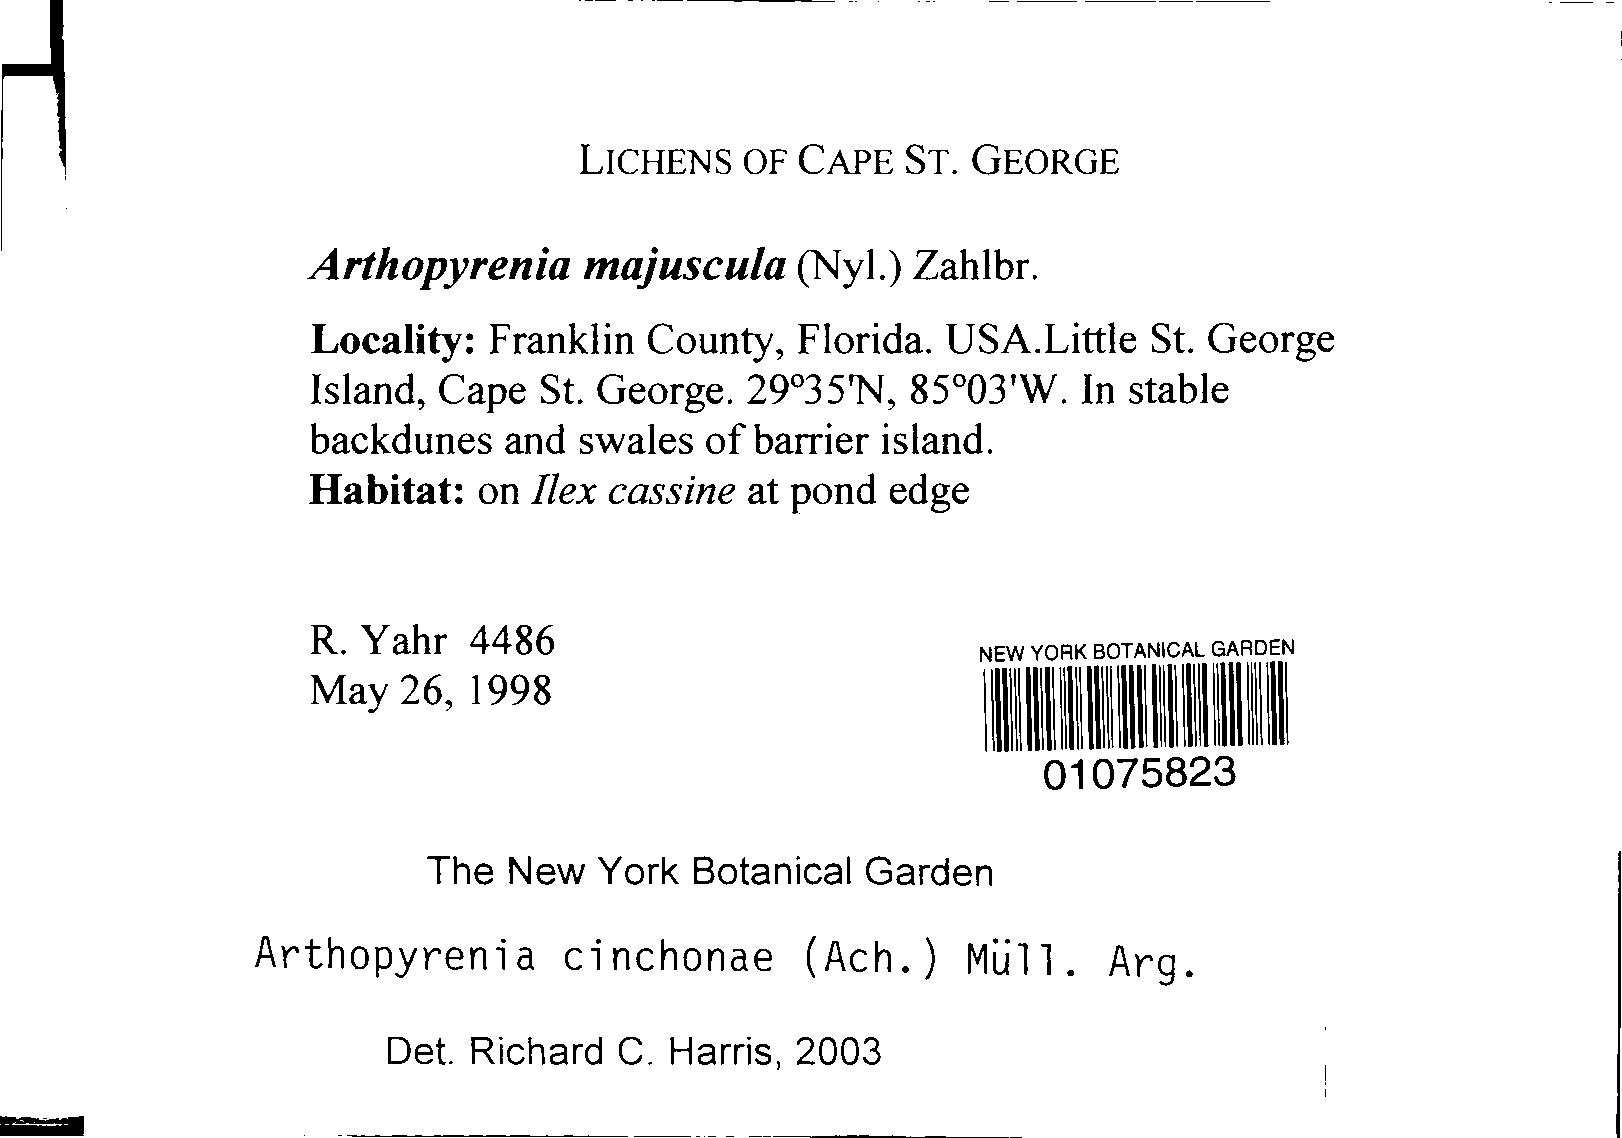 LICHENS OF CAPE ST. GEORGE
Arthopyrenia majuscula (Nyl.) Zahlbr.
Locality: Franklin County, Florida. USA.Little St. George
Island, Cape St. George. 29°35'N, 85°03'W. In stable
backdunes and swales of barrier island.
Habitat: on Ilex cassine at pond edge
R. Yahr 4486
May 26, 1998
NEW YORK BOTANICAL GARDEN
01075823
The New York Botanical Garden
Arthopyrenia cinchonae (Ach.) Müll. Arg.
Det. Richard C. Harris, 2003